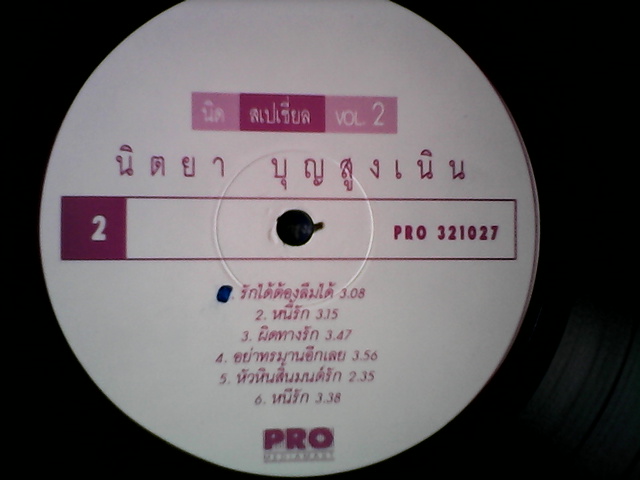 นิด สเปเชี่ยล VOL. 2
นิตยา บุญสูงเนิน
2 PRO 321027
รักได้ต้องลืมได้ 3.08
2. หนี้รัก 3.15
3. ผิดทางรัก 3.47
4. อย่าทรมานอีกเลย 3.56
5. หัวหินสิ้นมนต์รัก 2.35
6. หนีรัก 3.38
PRO